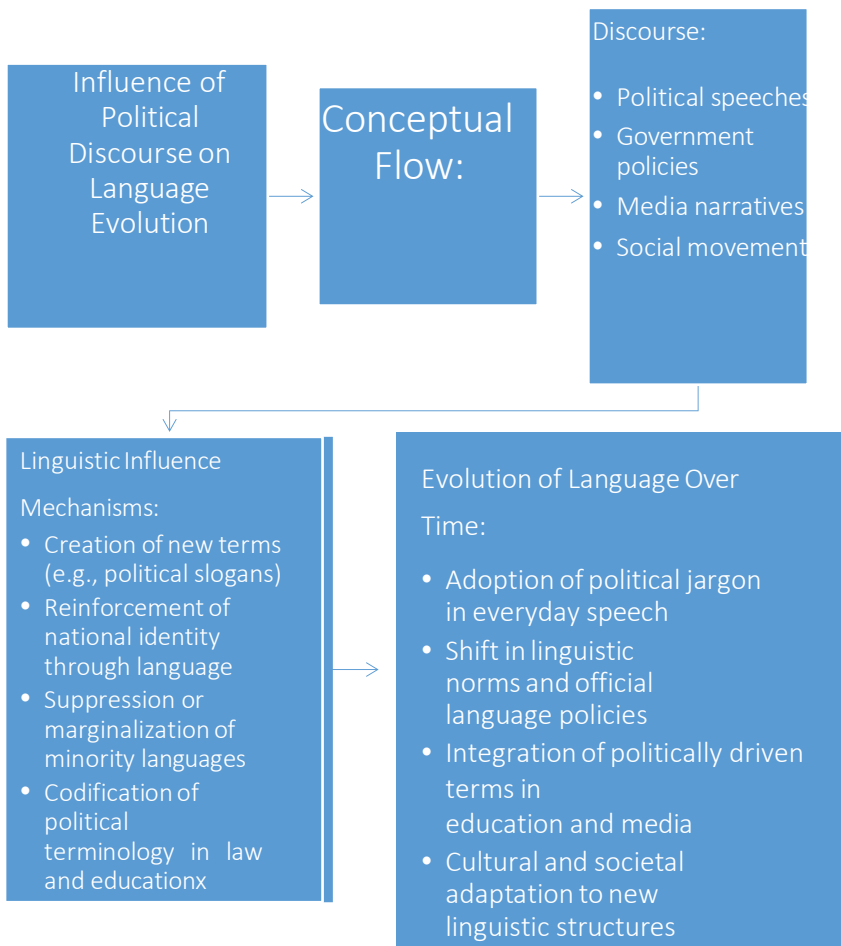 Influence of
Political
Discourse on
Language
Evolution
Conceptual
Flow:
Discourse:
• Political speeches
• Government
policies
• Media narratives
• Social movement
Linguistic Influence
Mechanisms:
• Creation of new terms
(e.g., political slogans)
• Reinforcement of
national identity
through language
• Suppression or
marginalization of
minority languages
• Codification of
political
terminology in law
and educationx
Evolution of Language Over
Time:
• Adoption of political jargon
in everyday speech
• Shift in linguistic
norms and official
language policies
• Integration of politically driven
terms in
education and media
• Cultural and societal
adaptation to new
linguistic structures